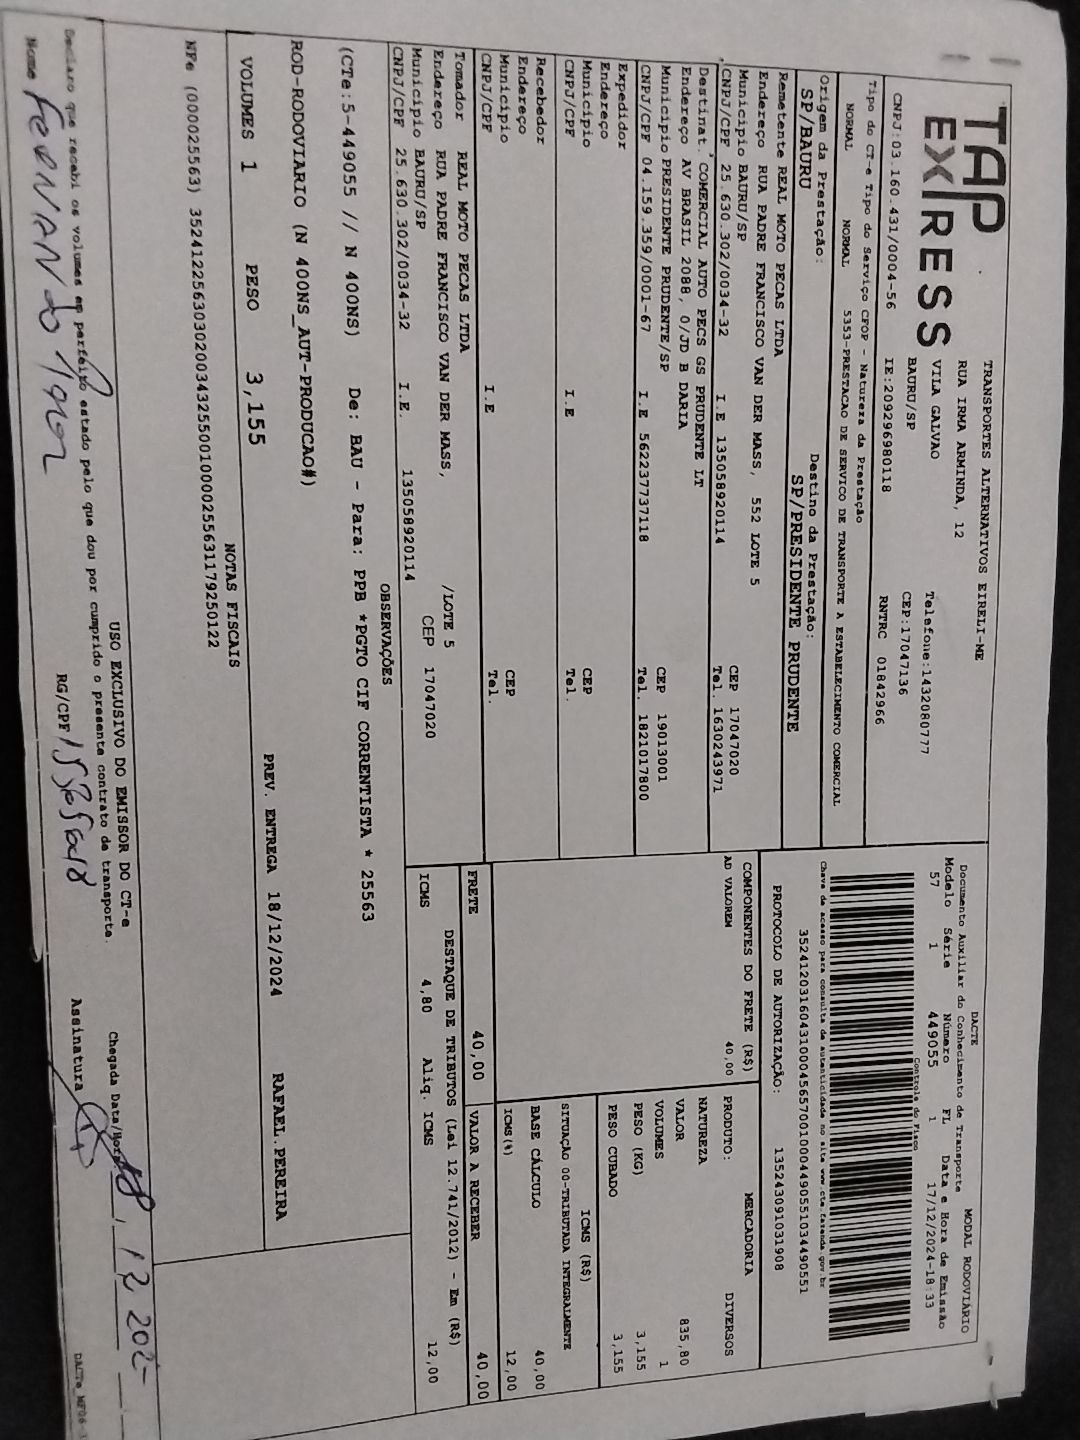 TAP EXPRESS
TRANSPORTES ALTERNATIVOS EIRELI-ME
RUA IRMA ARMINDA, 12
VILA GALVAO Telefone:1432080777
BAURU/SP CEP:17047136
CNPJ:03.160.431/0004-56 IE:209296980118 RNTRC 01842966
Tipo do CT-e Tipo do Serviço CFOP - Natureza da Prestação
NORMAL NORMAL 5353-PRESTACAO DE SERVICO DE TRANSPORTE A ESTABELECIMENTO COMERCIAL
Origem da Prestação: Destino da Prestação:
SP/BAURU SP/PRESIDENTE PRUDENTE
DACTE MODAL RODOVIÁRIO
Documento Auxiliar do Conhecimento de Transporte
Modelo Série Número FL Data e Hora de Emissão
57 1 449055 1 17/12/2024-18:33
Controle do Fisco
Chave de acesso para consulta de autenticidade no site www.cte.fazenda.gov.br
35241203160431000456570010004490551034490551
PROTOCOLO DE AUTORIZAÇÃO: 135243091031908
Remetente REAL MOTO PECAS LTDA
Endereço RUA PADRE FRANCISCO VAN DER MASS, 552 LOTE 5
Municipio BAURU/SP CEP 17047020
CNPJ/CPF 25.630.302/0034-32 I.E 135058920114 Tel. 1630243971
Destinat. COMERCIAL AUTO PECS GS PRUDENTE LT
Endereço AV BRASIL 2088, 0/JD B DARIA
Municipio PRESIDENTE PRUDENTE/SP CEP 19013001
CNPJ/CPF 04.159.359/0001-67 I.E 562237737118 Tel. 1821017800
Expedidor
Endereço
Municipio CEP
CNPJ/CPF I.E Tel.
Recebedor
Endereço
Municipio CEP
CNPJ/CPF I.E Tel.
Tomador REAL MOTO PECAS LTDA
Endereço RUA PADRE FRANCISCO VAN DER MASS, /LOTE 5
Municipio BAURU/SP CEP 17047020
CNPJ/CPF 25.630.302/0034-32 I.E. 135058920114
COMPONENTES DO FRETE (R$)
AD VALOREM 40,00
PRODUTO: MERCADORIA DIVERSOS
NATUREZA
VALOR 835,80
VOLUMES 1
PESO (KG) 3,155
PESO CUBADO 3,155
ICMS (R$)
SITUAÇÃO 00-TRIBUTADA INTEGRALMENTE
BASE CÁLCULO 40,00
ICMS(%) 12,00
FRETE 40,00 VALOR A RECEBER 40,00
DESTAQUE DE TRIBUTOS (Lei 12.741/2012) - Em (R$)
ICMS 4,80 Aliq. ICMS 12,00
OBSERVAÇÕES
(CTe:5-449055 // N 400NS) De: BAU - Para: PPB *PGTO CIF CORRENTISTA * 25563
ROD-RODOVIARIO (N 400NS_AUT-PRODUCAO#)
VOLUMES 1 PESO 3,155 PREV. ENTREGA 18/12/2024 RAFAEL.PEREIRA
NOTAS FISCAIS
NFe (000025563) 35241225630302003432550010000255631179250122
USO EXCLUSIVO DO EMISSOR DO CT-e
Declaro que recebi os volumes em perfeito estado pelo que dou por cumprido o presente contrato de transporte.
Chegada Data/Hora 18 12 202
Nome FERNANDO RG/CPF Assinatura